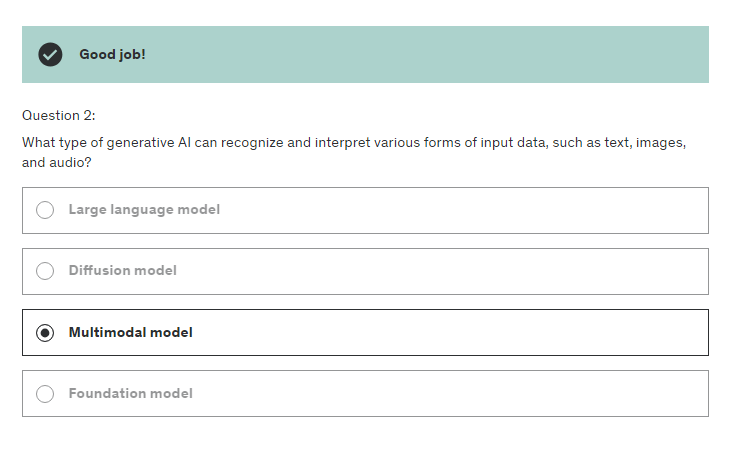 Good job!
Question 2:
What type of generative AI can recognize and interpret various forms of input data, such as text, images,
and audio?
Large language model
Diffusion model
Multimodal model
Foundation model